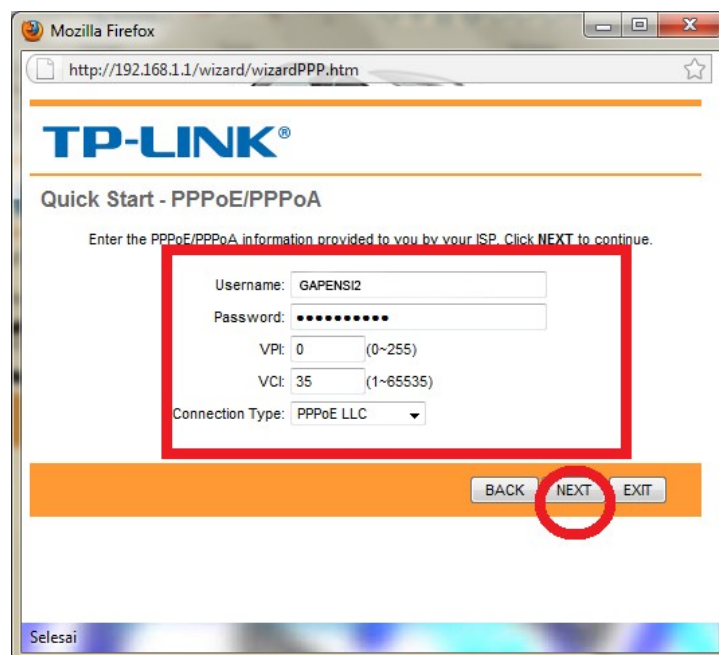 Mozilla Firefox
http://192.168.1.1/wizard/wizardPPP.htm
TP-LINK®
Quick Start - PPPoE/PPPoA
Enter the PPPoE/PPPoA information provided to you by your ISP. Click NEXT to continue.
Username: GAPENSI2
Password: ••••••••••
VPI: 0 (0~255)
VCI: 35 (1~65535)
Connection Type: PPPoE LLC
BACK NEXT EXIT
Selesai